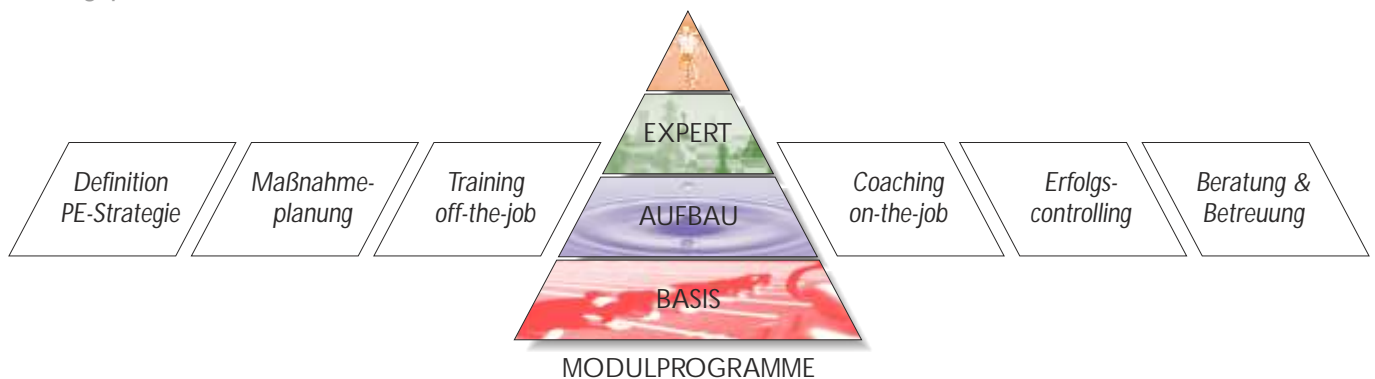 Definition
PE-Strategie
Maßnahme-
planung
Training
off-the-job
EXPERT
AUFBAU
BASIS
Coaching
on-the-job
Erfolgs-
controlling
Beratung &
Betreuung
MODULPROGRAMME